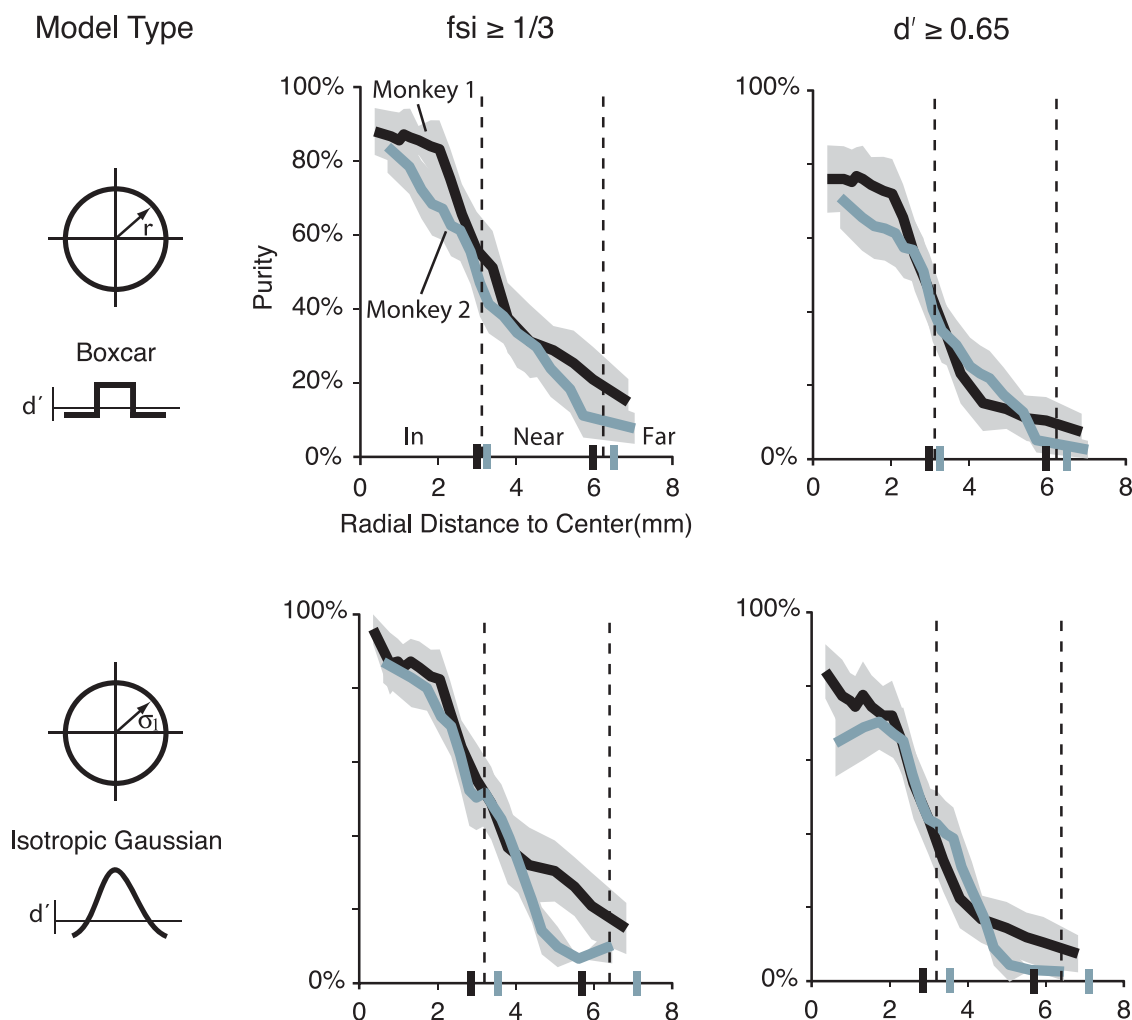 Model Type
fsi ≥ 1/3
d′ ≥ 0.65
r
Boxcar
d′
100%
80%
60%
40%
20%
0%
Purity
Monkey 1
Monkey 2
In
Near
Far
0 2 4 6 8
Radial Distance to Center(mm)
100%
0%
0 2 4 6 8
σ₁
Isotropic Gaussian
d′
100%
0%
0 2 4 6 8
100%
0%
0 2 4 6 8